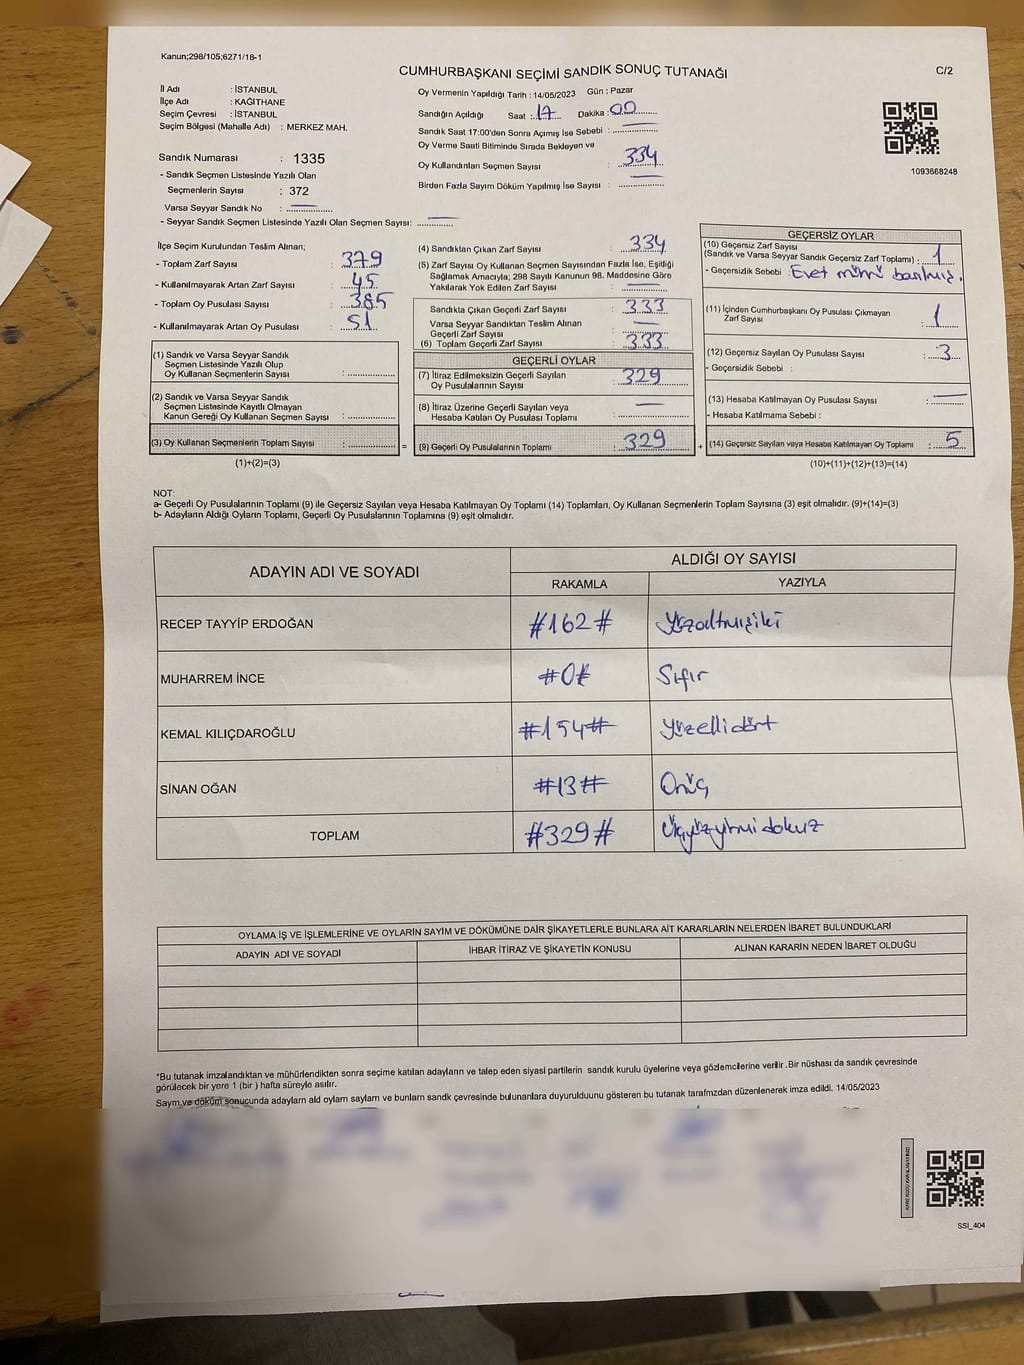 Kanun;298/105;6271/18-1
CUMHURBAŞKANI SEÇİMİ SANDIK SONUÇ TUTANAĞI
C/2
İl Adı : İSTANBUL
İlçe Adı : KAĞITHANE
Seçim Çevresi : İSTANBUL
Seçim Bölgesi (Mahalle Adı) : MERKEZ MAH.
Sandık Numarası : 1335
- Sandık Seçmen Listesinde Yazılı Olan
Seçmenlerin Sayısı : 372
Varsa Seyyar Sandık No : —
- Seyyar Sandık Seçmen Listesinde Yazılı Olan Seçmen Sayısı: —
Oy Vermenin Yapıldığı Tarih : 14/05/2023 Gün : Pazar
Sandığın Açıldığı Saat : 17 Dakika : 00
Sandık Saat 17:00'den Sonra Açımış İse Sebebi : —
Oy Verme Saati Bitiminde Sırada Bekleyen ve
Oy Kullandırılan Seçmen Sayısı : 334
Birden Fazla Sayım Döküm Yapılmış İse Sayısı : —
1093668248
İlçe Seçim Kurulundan Teslim Alınan;
- Toplam Zarf Sayısı : 379
- Kullanılmayarak Artan Zarf Sayısı : 45
- Toplam Oy Pusulası Sayısı : 385
- Kullanılmayarak Artan Oy Pusulası : 51
(1) Sandık ve Varsa Seyyar Sandık
Seçmen Listesinde Yazılı Olup
Oy Kullanan Seçmenlerin Sayısı :
(2) Sandık ve Varsa Seyyar Sandık
Seçmen Listesinde Kayıtlı Olmayan
Kanun Gereği Oy Kullanan Seçmen Sayısı :
(3) Oy Kullanan Seçmenlerin Toplam Sayısı : =
(1)+(2)=(3)
(4) Sandıktan Çıkan Zarf Sayısı : 334
(5) Zarf Sayısı Oy Kullanan Seçmen Sayısından Fazla İse, Eşitliği
Sağlamak Amacıyla; 298 Sayılı Kanunun 98. Maddesine Göre
Yakılarak Yok Edilen Zarf Sayısı : —
Sandıkta Çıkan Geçerli Zarf Sayısı : 333
Varsa Seyyar Sandıktan Teslim Alınan
Geçerli Zarf Sayısı : —
(6) Toplam Geçerli Zarf Sayısı : 333
GEÇERLİ OYLAR
(7) İtiraz Edilmeksizin Geçerli Sayılan
Oy Pusulalarının Sayısı : 329
(8) İtiraz Üzerine Geçerli Sayılan veya
Hesaba Katılan Oy Pusulası Toplamı : —
(9) Geçerli Oy Pusulalarının Toplamı : 329 +
GEÇERSİZ OYLAR
(10) Geçersiz Zarf Sayısı
(Sandık ve Varsa Seyyar Sandık Geçersiz Zarf Toplamı) : 1
- Geçersizlik Sebebi : Evet mührü basılmış.
(11) İçinden Cumhurbaşkanı Oy Pusulası Çıkmayan
Zarf Sayısı : 1
(12) Geçersiz Sayılan Oy Pusulası Sayısı : 3
- Geçersizlik Sebebi :
(13) Hesaba Katılmayan Oy Pusulası Sayısı : —
- Hesaba Katılmama Sebebi :
(14) Geçersiz Sayılan veya Hesaba Katılmayan Oy Toplamı : 5
(10)+(11)+(12)+(13)=(14)
NOT:
a- Geçerli Oy Pusulalarının Toplamı (9) ile Geçersiz Sayılan veya Hesaba Katılmayan Oy Toplamı (14) Toplamları, Oy Kullanan Seçmenlerin Toplam Sayısına (3) eşit olmalıdır. (9)+(14)=(3)
b- Adayların Aldığı Oyların Toplamı, Geçerli Oy Pusulalarının Toplamına (9) eşit olmalıdır.
ADAYIN ADI VE SOYADI
ALDIĞI OY SAYISI
RAKAMLA YAZIYLA
RECEP TAYYİP ERDOĞAN #162# Yüzaltmışiki
MUHARREM İNCE #0# Sıfır
KEMAL KILIÇDAROĞLU #154# Yüzellidört
SİNAN OĞAN #13# Onüç
TOPLAM #329# Üçyüzyirmidokuz
OYLAMA İŞ VE İŞLEMLERİNE VE OYLARIN SAYIM VE DÖKÜMÜNE DAİR ŞİKAYETLERLE BUNLARA AİT KARARLARIN NELERDEN İBARET BULUNDUKLARI
ADAYIN ADI VE SOYADI İHBAR İTİRAZ VE ŞİKAYETİN KONUSU ALINAN KARARIN NEDEN İBARET OLDUĞU
*Bu tutanak imzalandıktan ve mühürlendikten sonra seçime katılan adayların ve talep eden siyasi partilerin sandık kurulu üyelerine veya gözlemcilerine verilir. Bir nüshası da sandık çevresinde
görülecek bir yere 1 (bir ) hafta süreyle asılır.
Sayım ve döküm sonucunda adayların ald oyların sayların ve bunların sandk çevresinde bulunanlara duyurulduunu gösteren bu tutanak tarafmzdan düzenlenerek imza edildi. 14/05/2023
SSI_404